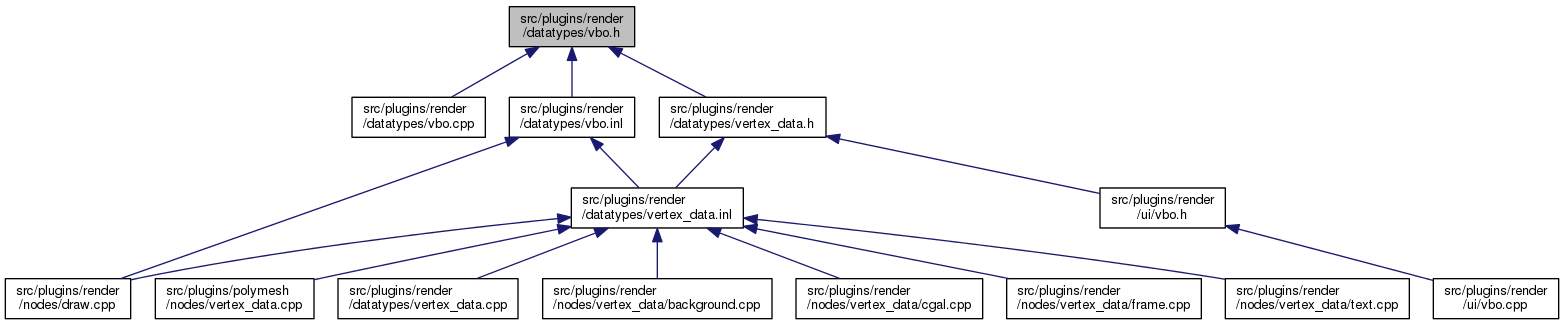 src/plugins/render
/datatypes/vbo.h
src/plugins/render
/datatypes/vbo.cpp
src/plugins/render
/datatypes/vbo.inl
src/plugins/render
/datatypes/vertex_data.h
src/plugins/render
/datatypes/vertex_data.inl
src/plugins/render
/ui/vbo.h
src/plugins/render
/nodes/draw.cpp
src/plugins/polymesh
/nodes/vertex_data.cpp
src/plugins/render
/datatypes/vertex_data.cpp
src/plugins/render
/nodes/vertex_data/background.cpp
src/plugins/render
/nodes/vertex_data/cgal.cpp
src/plugins/render
/nodes/vertex_data/frame.cpp
src/plugins/render
/nodes/vertex_data/text.cpp
src/plugins/render
/ui/vbo.cpp